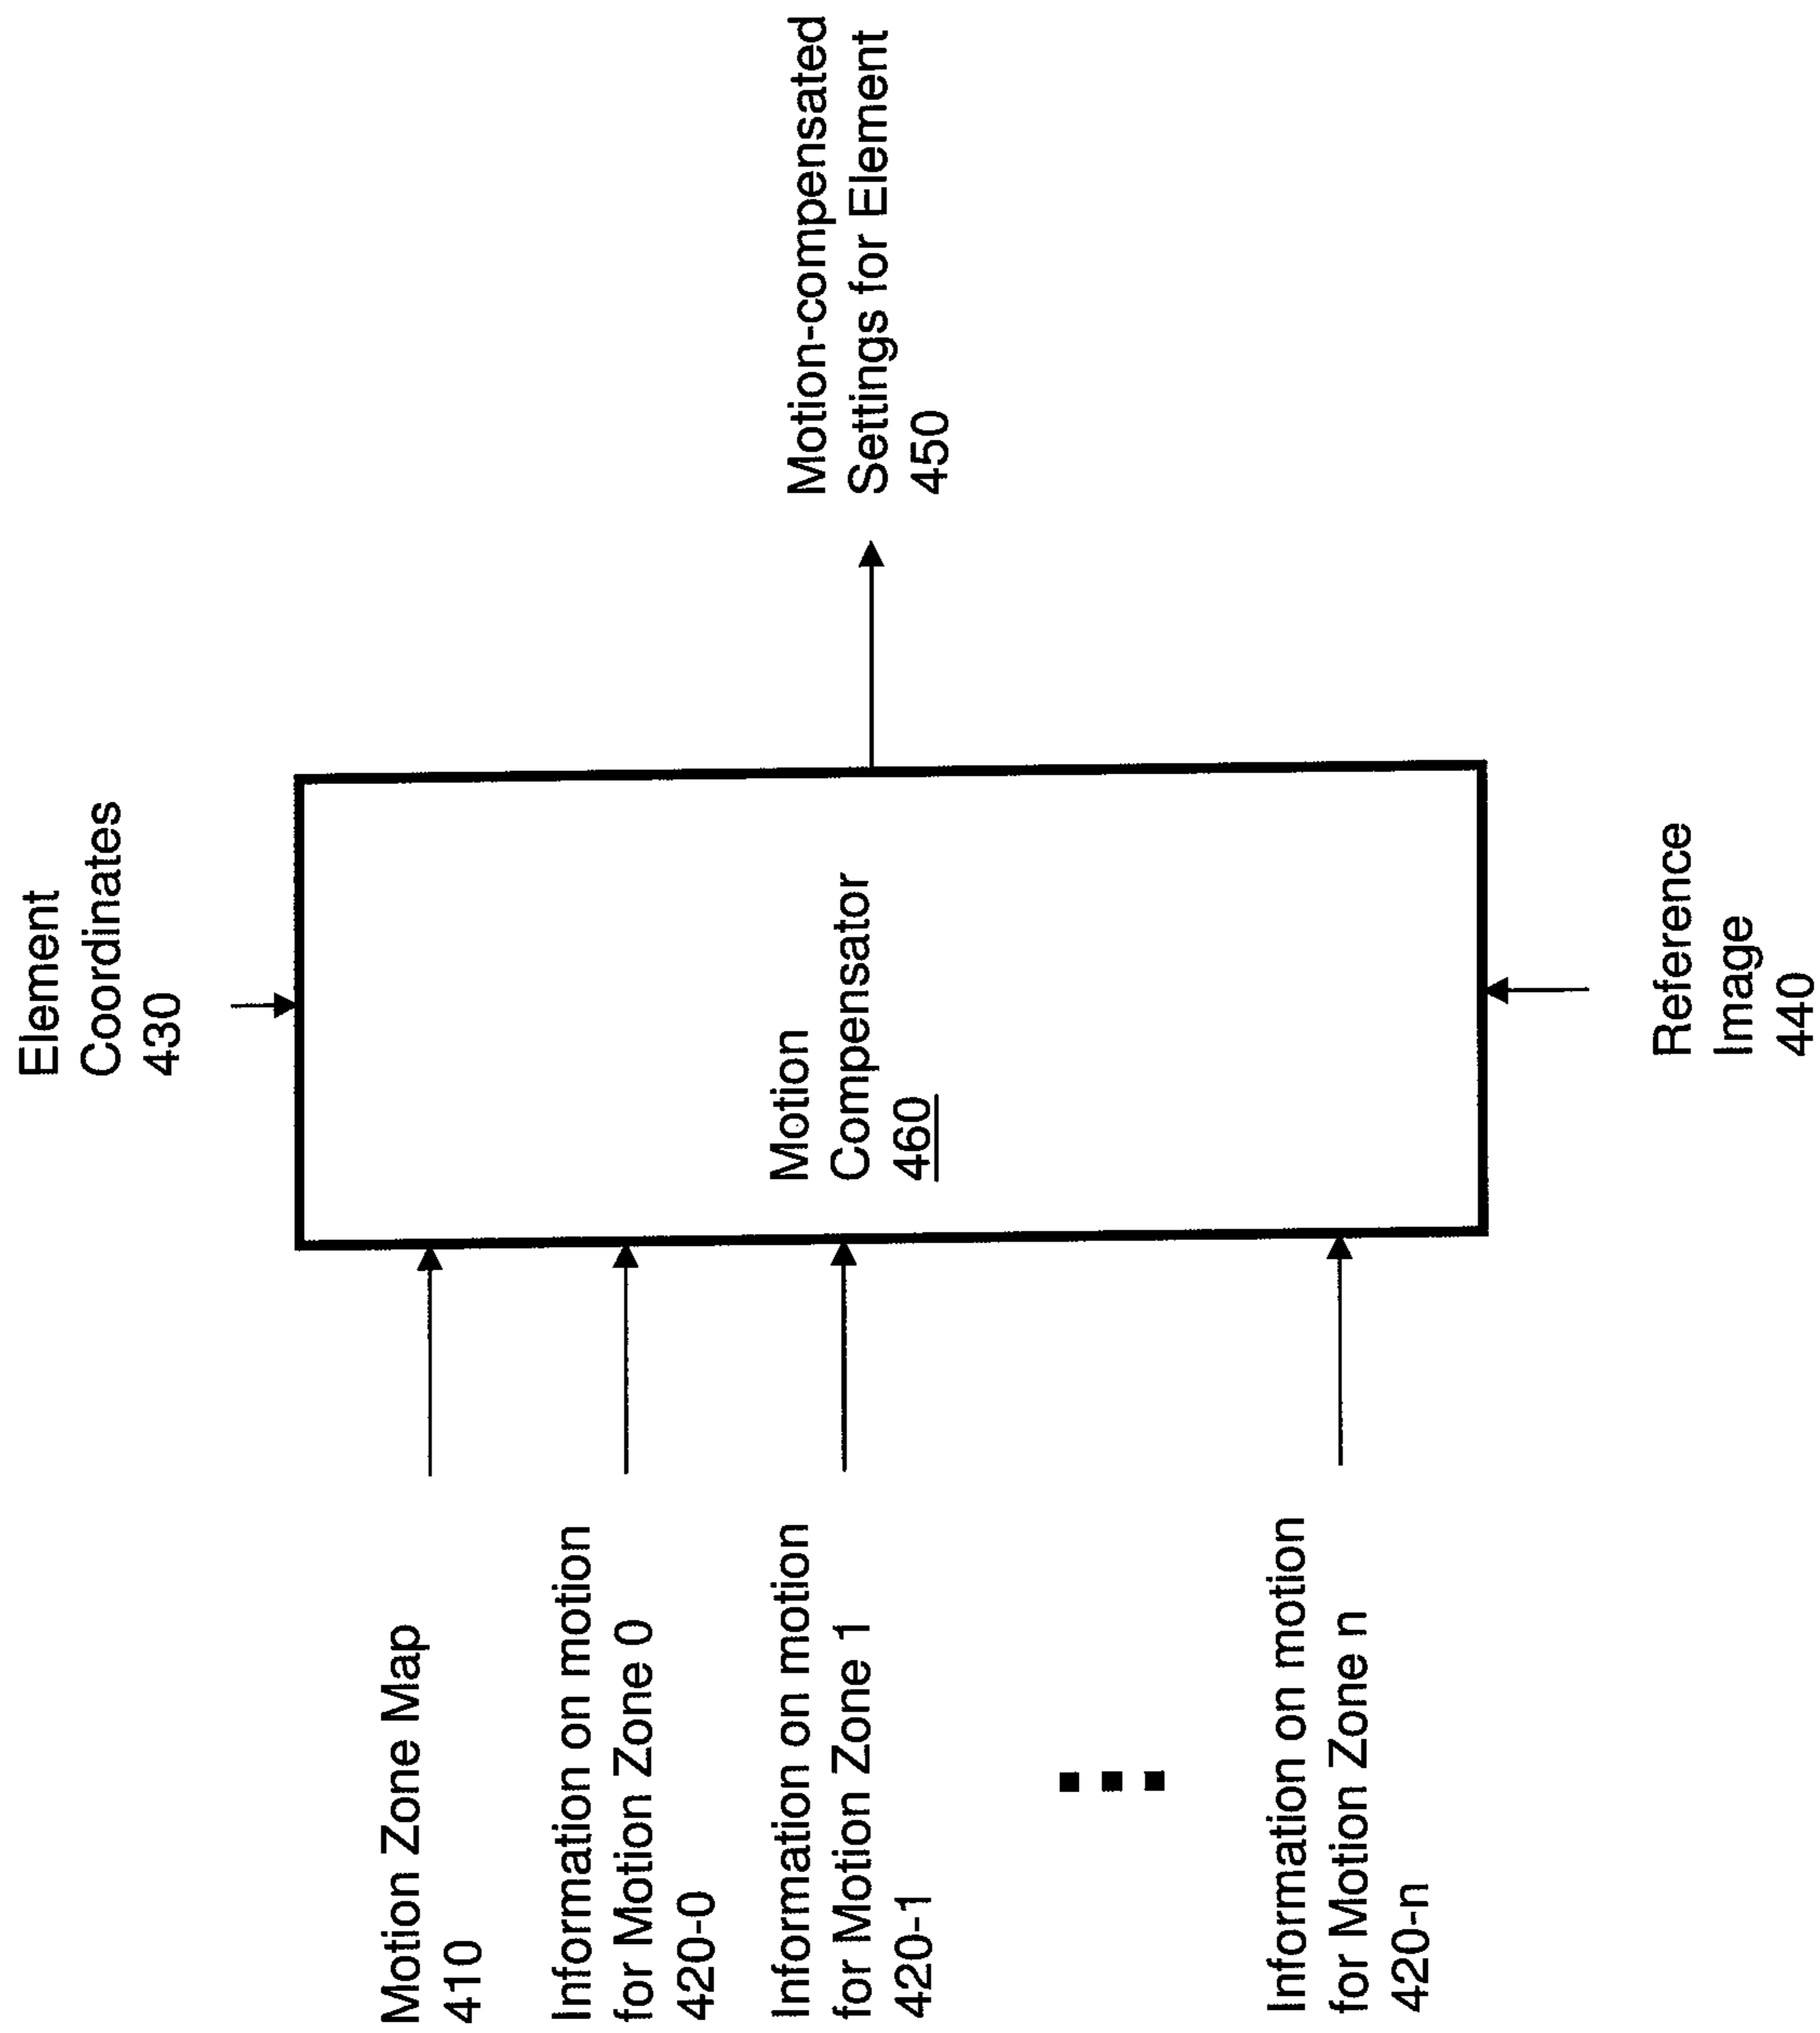 Element
Coordinates
430
Motion Zone Map
410
Information on motion
for Motion Zone 0
420-0
Information on motion
for Motion Zone 1
420-1
Information on motion
for Motion Zone n
420-n
Motion
Compensator
460
Motion-compensated
Settings for Element
450
Reference
Image
440